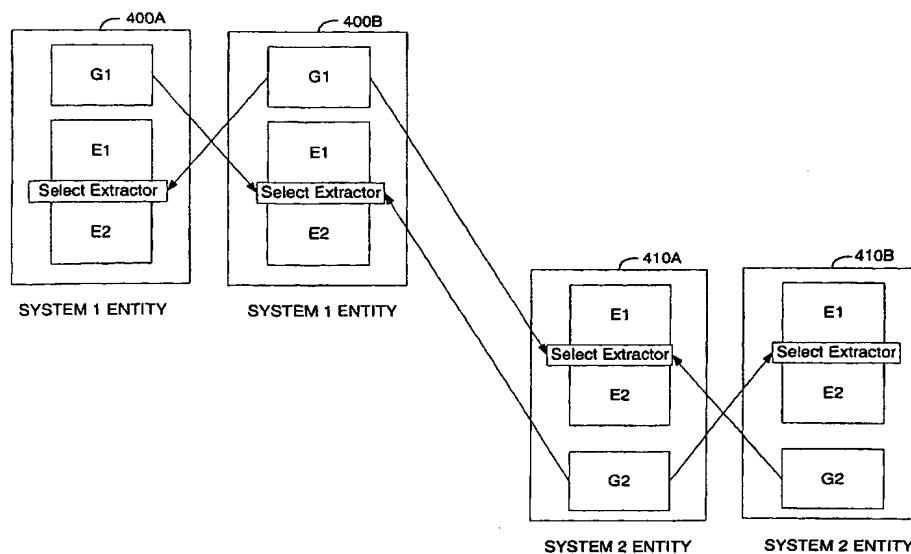 400A
400B
G1
G1
E1
E1
Select Extractor
Select Extractor
E2
E2
SYSTEM 1 ENTITY
SYSTEM 1 ENTITY
410A
410B
E1
E1
Select Extractor
Select Extractor
E2
E2
G2
G2
SYSTEM 2 ENTITY
SYSTEM 2 ENTITY